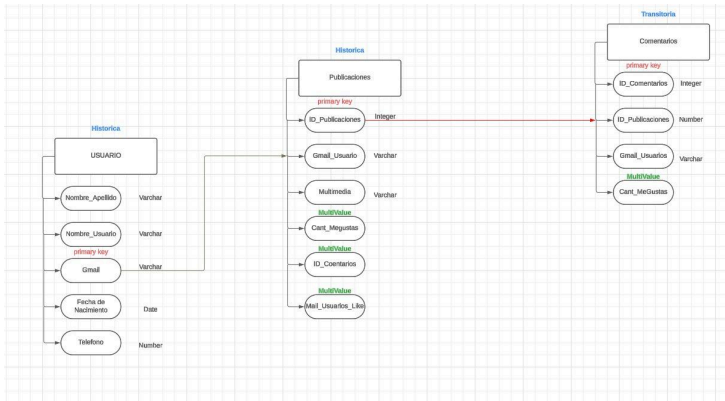 Historica
USUARIO
Nombre_Apellido Varchar
Nombre_Usuario Varchar
primary key
Gmail Varchar
Fecha de
Nacimiento Date
Telefono Number
Historica
Publicaciones
primary key
ID_Publicaciones Integer
Gmail_Usuario Varchar
Multimedia Varchar
MultiValue
Cant_Megustas
MultiValue
ID_Coentarios
MultiValue
Mail_Usuarios_Like
Transitoria
Comentarios
primary key
ID_Comentarios Integer
ID_Publicaciones Number
Gmail_Usuarios Varchar
MultiValue
Cant_MeGustas